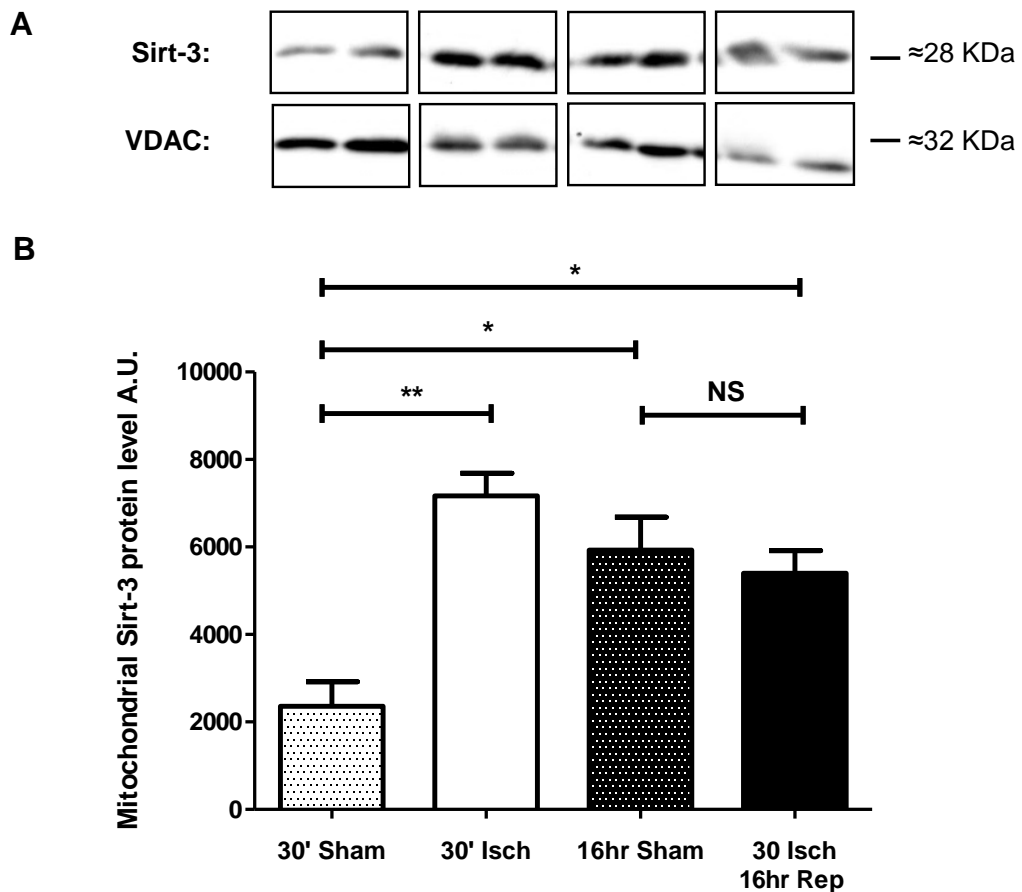 A
Sirt-3:
≈28 KDa
VDAC:
≈32 KDa
B
*
*
**
NS
Mitochondrial Sirt-3 protein level A.U.
10000
8000
6000
4000
2000
0
30' Sham
30' Isch
16hr Sham
30 Isch
16hr Rep